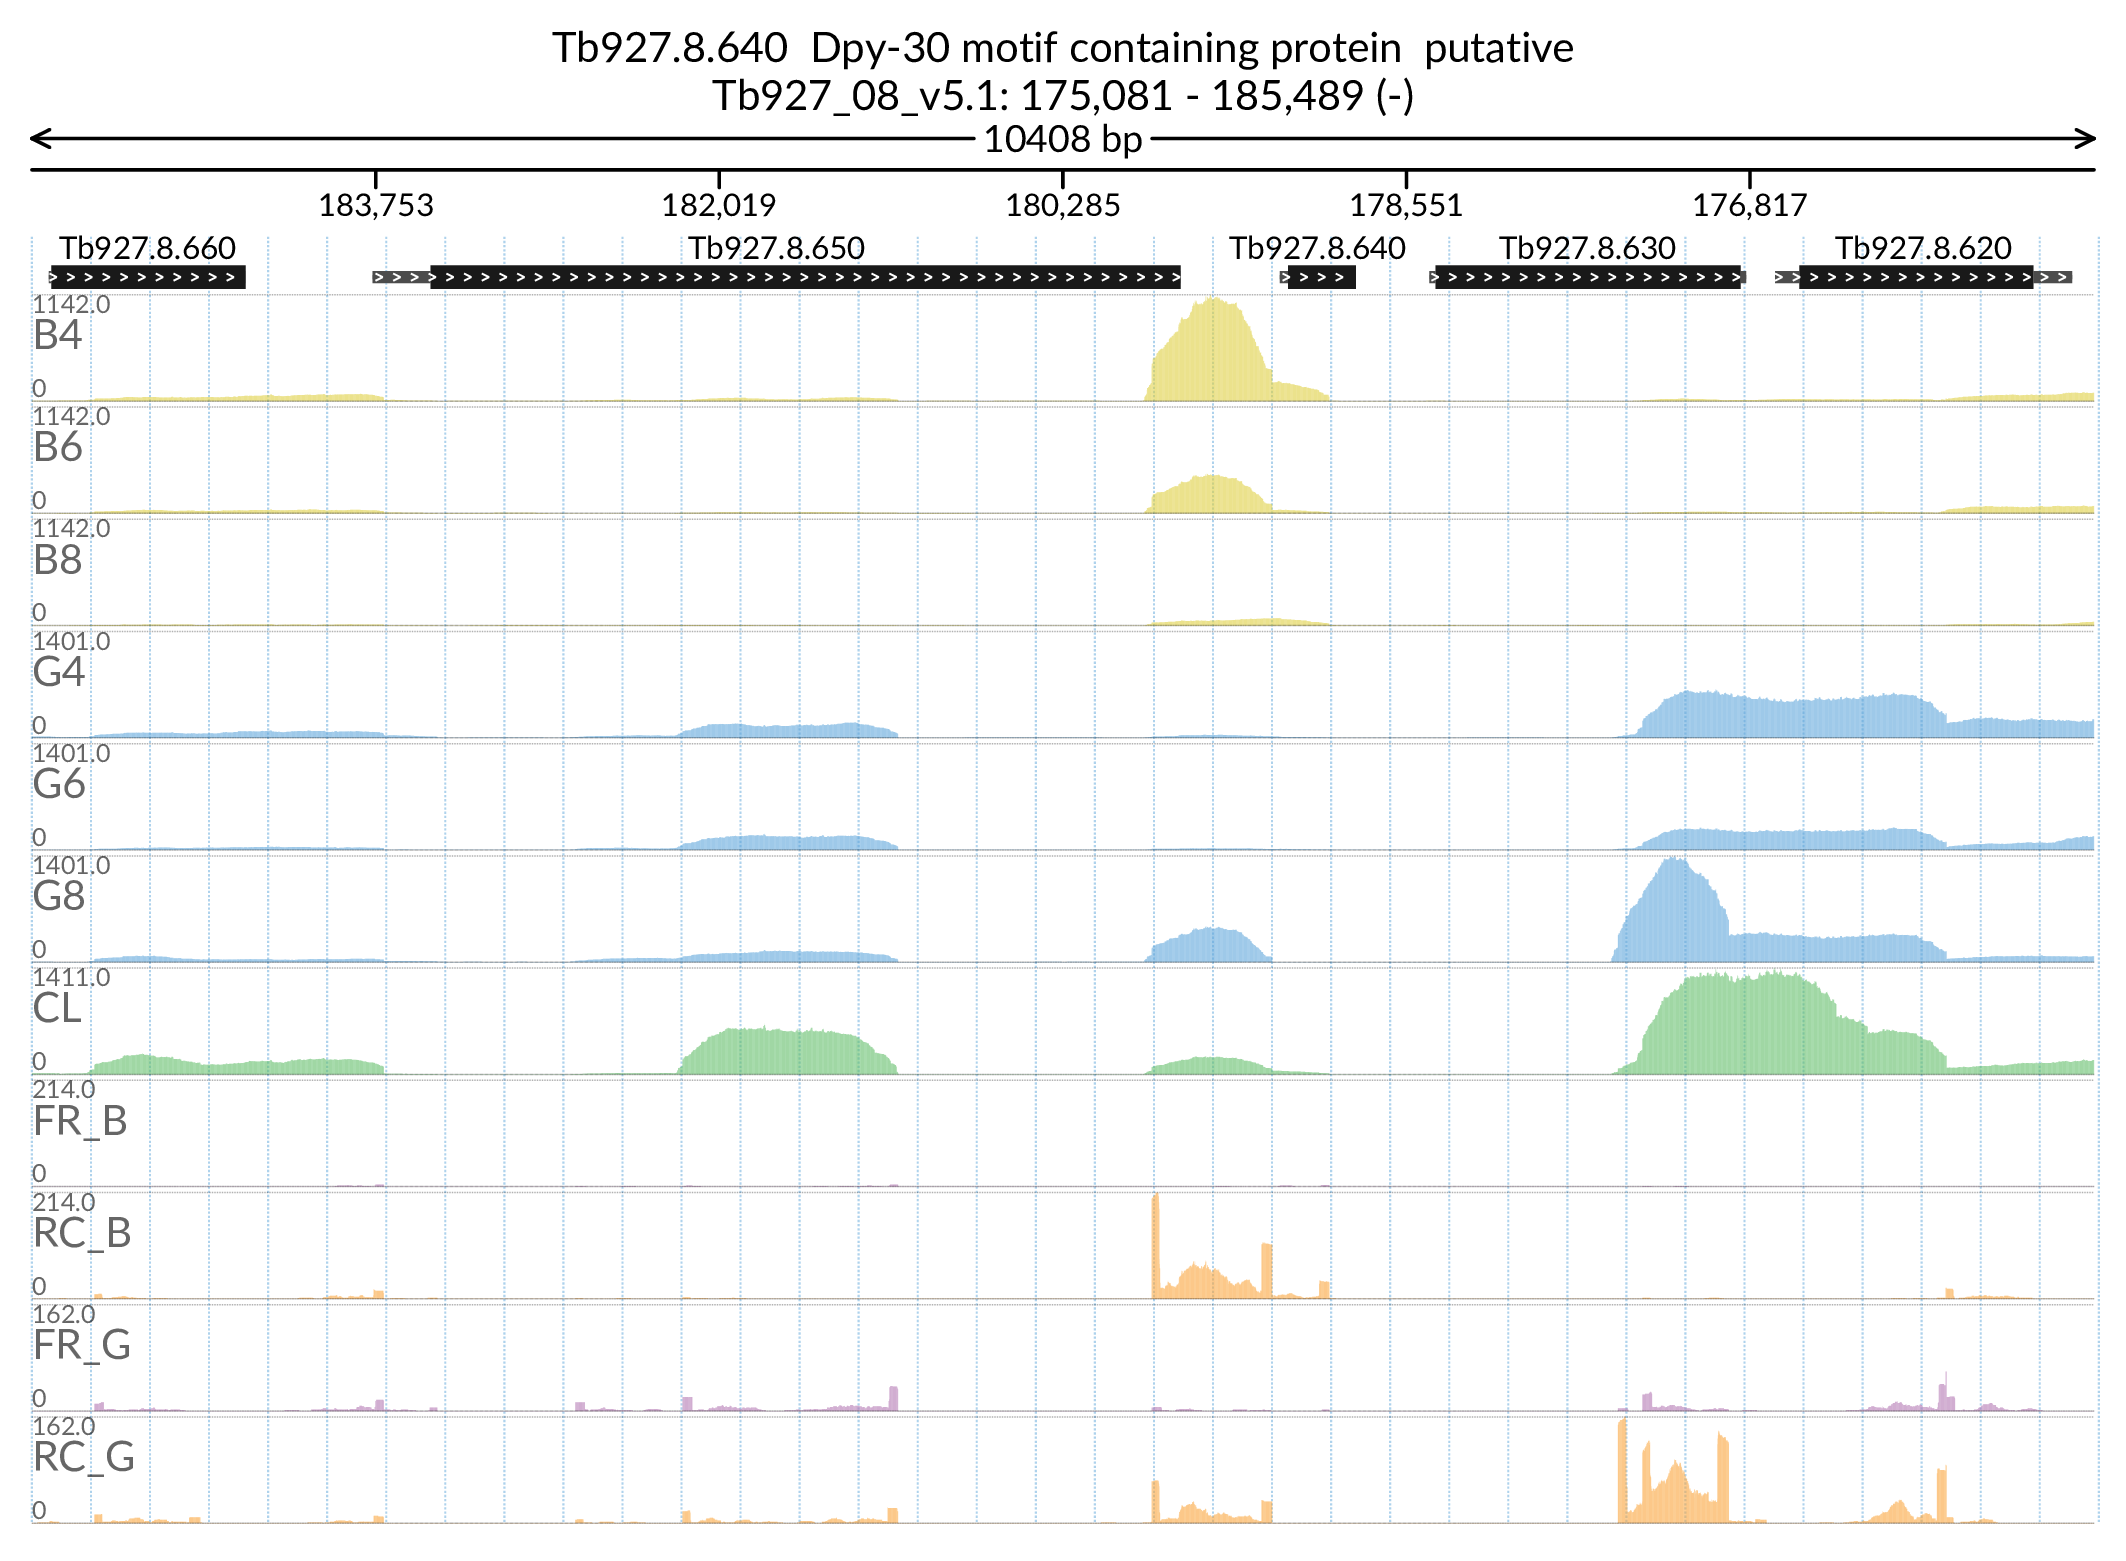 Tb927.8.640  Dpy-30 motif containing protein  putative
Tb927_08_v5.1: 175,081 - 185,489 (-)
10408 bp
183,753 182,019 180,285 178,551 176,817
Tb927.8.660 Tb927.8.650 Tb927.8.640 Tb927.8.630 Tb927.8.620
1142.0
B4
0
1142.0
B6
0
1142.0
B8
0
1401.0
G4
0
1401.0
G6
0
1401.0
G8
0
1411.0
CL
0
214.0
FR_B
0
214.0
RC_B
0
162.0
FR_G
0
162.0
RC_G
0